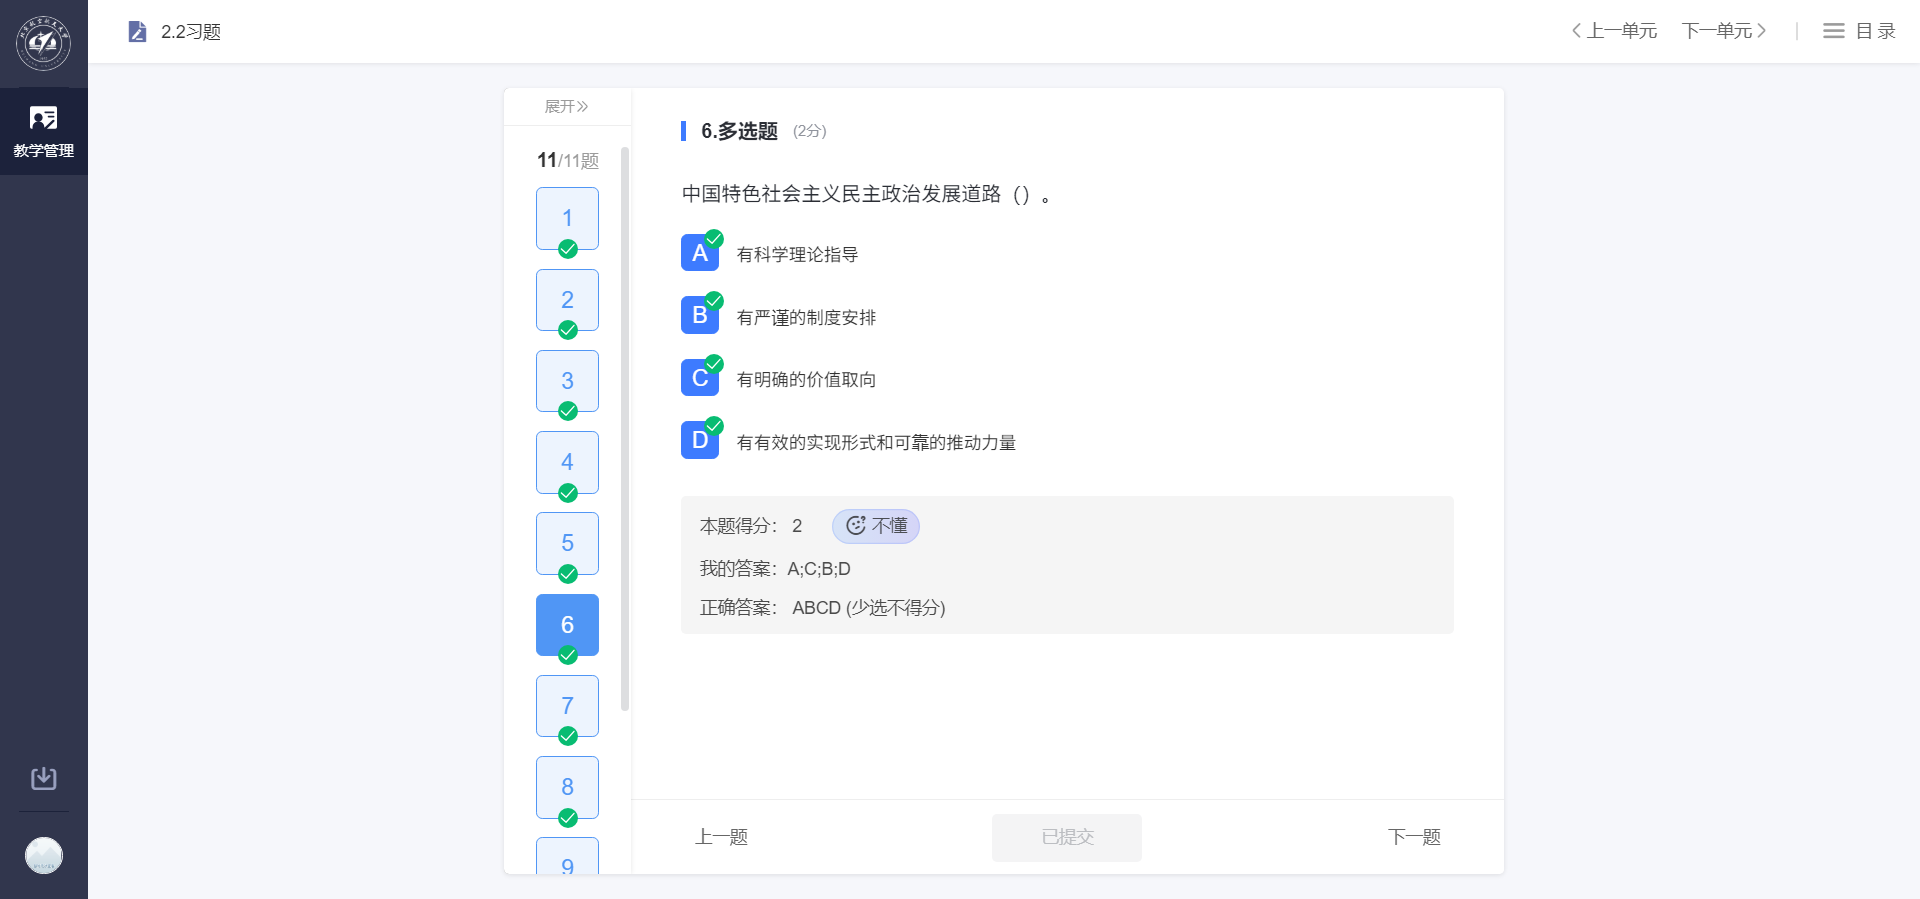 2.2习题
上一单元
下一单元
目录
教学管理
展开
11/11题
1
2
3
4
5
6
7
8
9
6.多选题 (2分)
中国特色社会主义民主政治发展道路（）。
A 有科学理论指导
B 有严谨的制度安排
C 有明确的价值取向
D 有有效的实现形式和可靠的推动力量
本题得分： 2 不懂
我的答案：A;C;B;D
正确答案： ABCD (少选不得分)
上一题
已提交
下一题